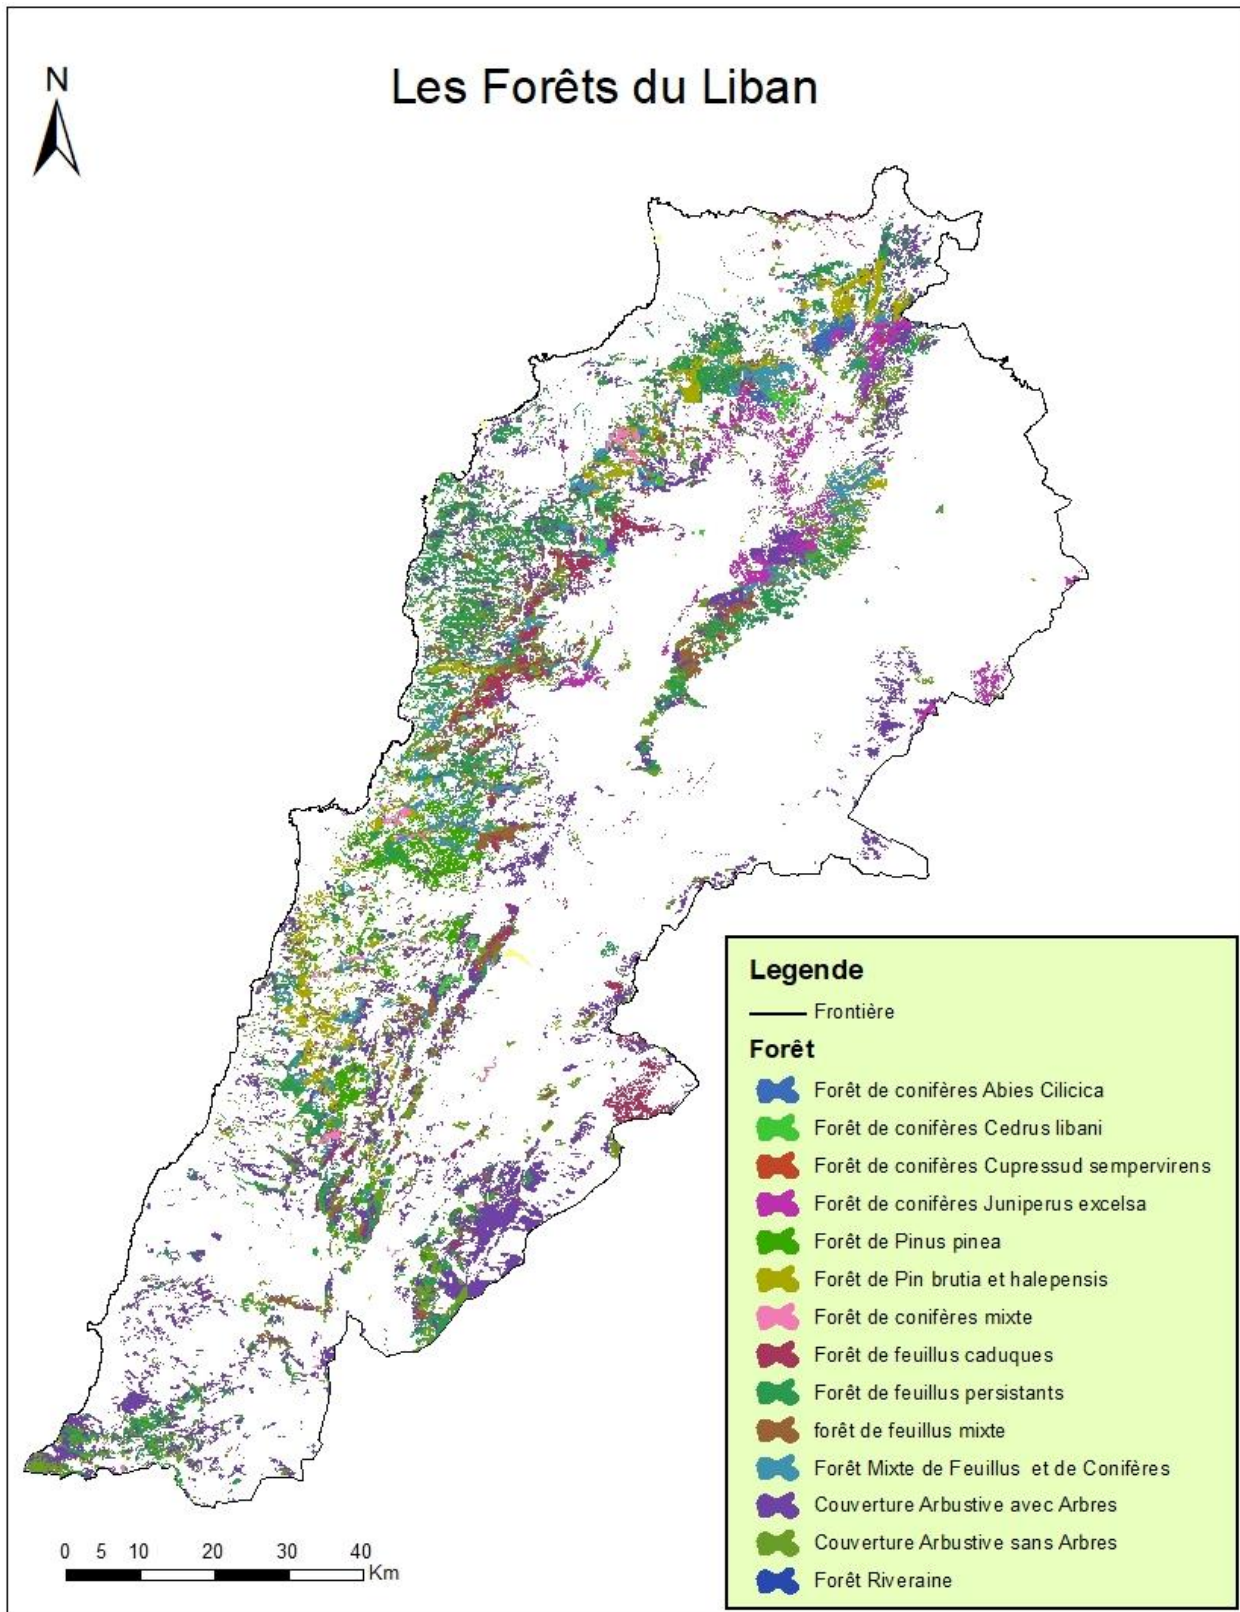 Les Forêts du Liban
N
Legende
Frontière
Forêt
Forêt de conifères Abies Cilicica
Forêt de conifères Cedrus libani
Forêt de conifères Cupressud sempervirens
Forêt de conifères Juniperus excelsa
Forêt de Pinus pinea
Forêt de Pin brutia et halepensis
Forêt de conifères mixte
Forêt de feuillus caduques
Forêt de feuillus persistants
forêt de feuillus mixte
Forêt Mixte de Feuillus et de Conifères
Couverture Arbustive avec Arbres
Couverture Arbustive sans Arbres
Forêt Riveraine
0 5 10 20 30 40
Km